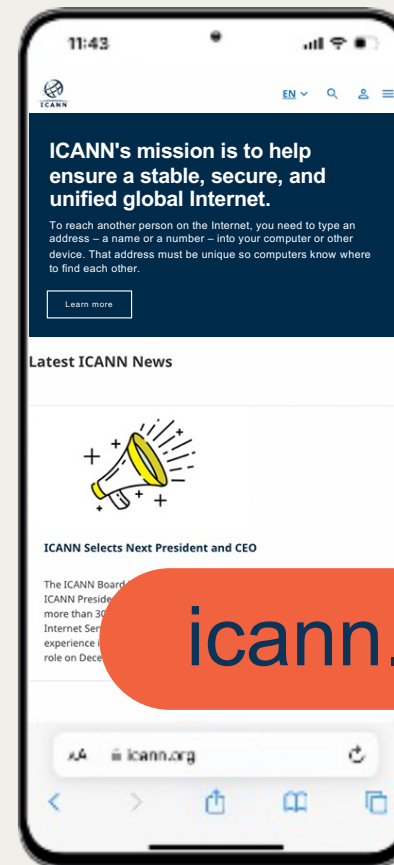 11:43
ICANN
EN
ICANN's mission is to help
ensure a stable, secure, and
unified global Internet.
To reach another person on the Internet, you need to type an
address – a name or a number – into your computer or other
device. That address must be unique so computers know where
to find each other.
Learn more
Latest ICANN News
ICANN Selects Next President and CEO
The ICANN Board
ICANN Preside
more than 30
Internet Ser
experience i
role on Dece
icann.
AA icann.org